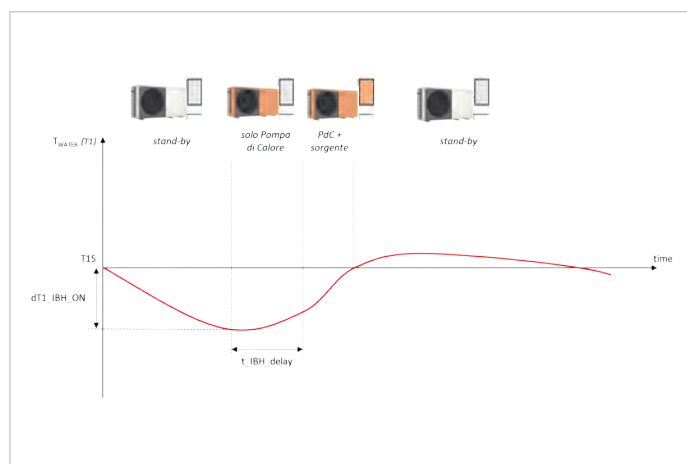 stand-by
solo Pompa
di Calore
PdC +
sorgente
stand-by
TWATER (T1)
T1S
time
dT1_IBH_ON
t_IBH_delay